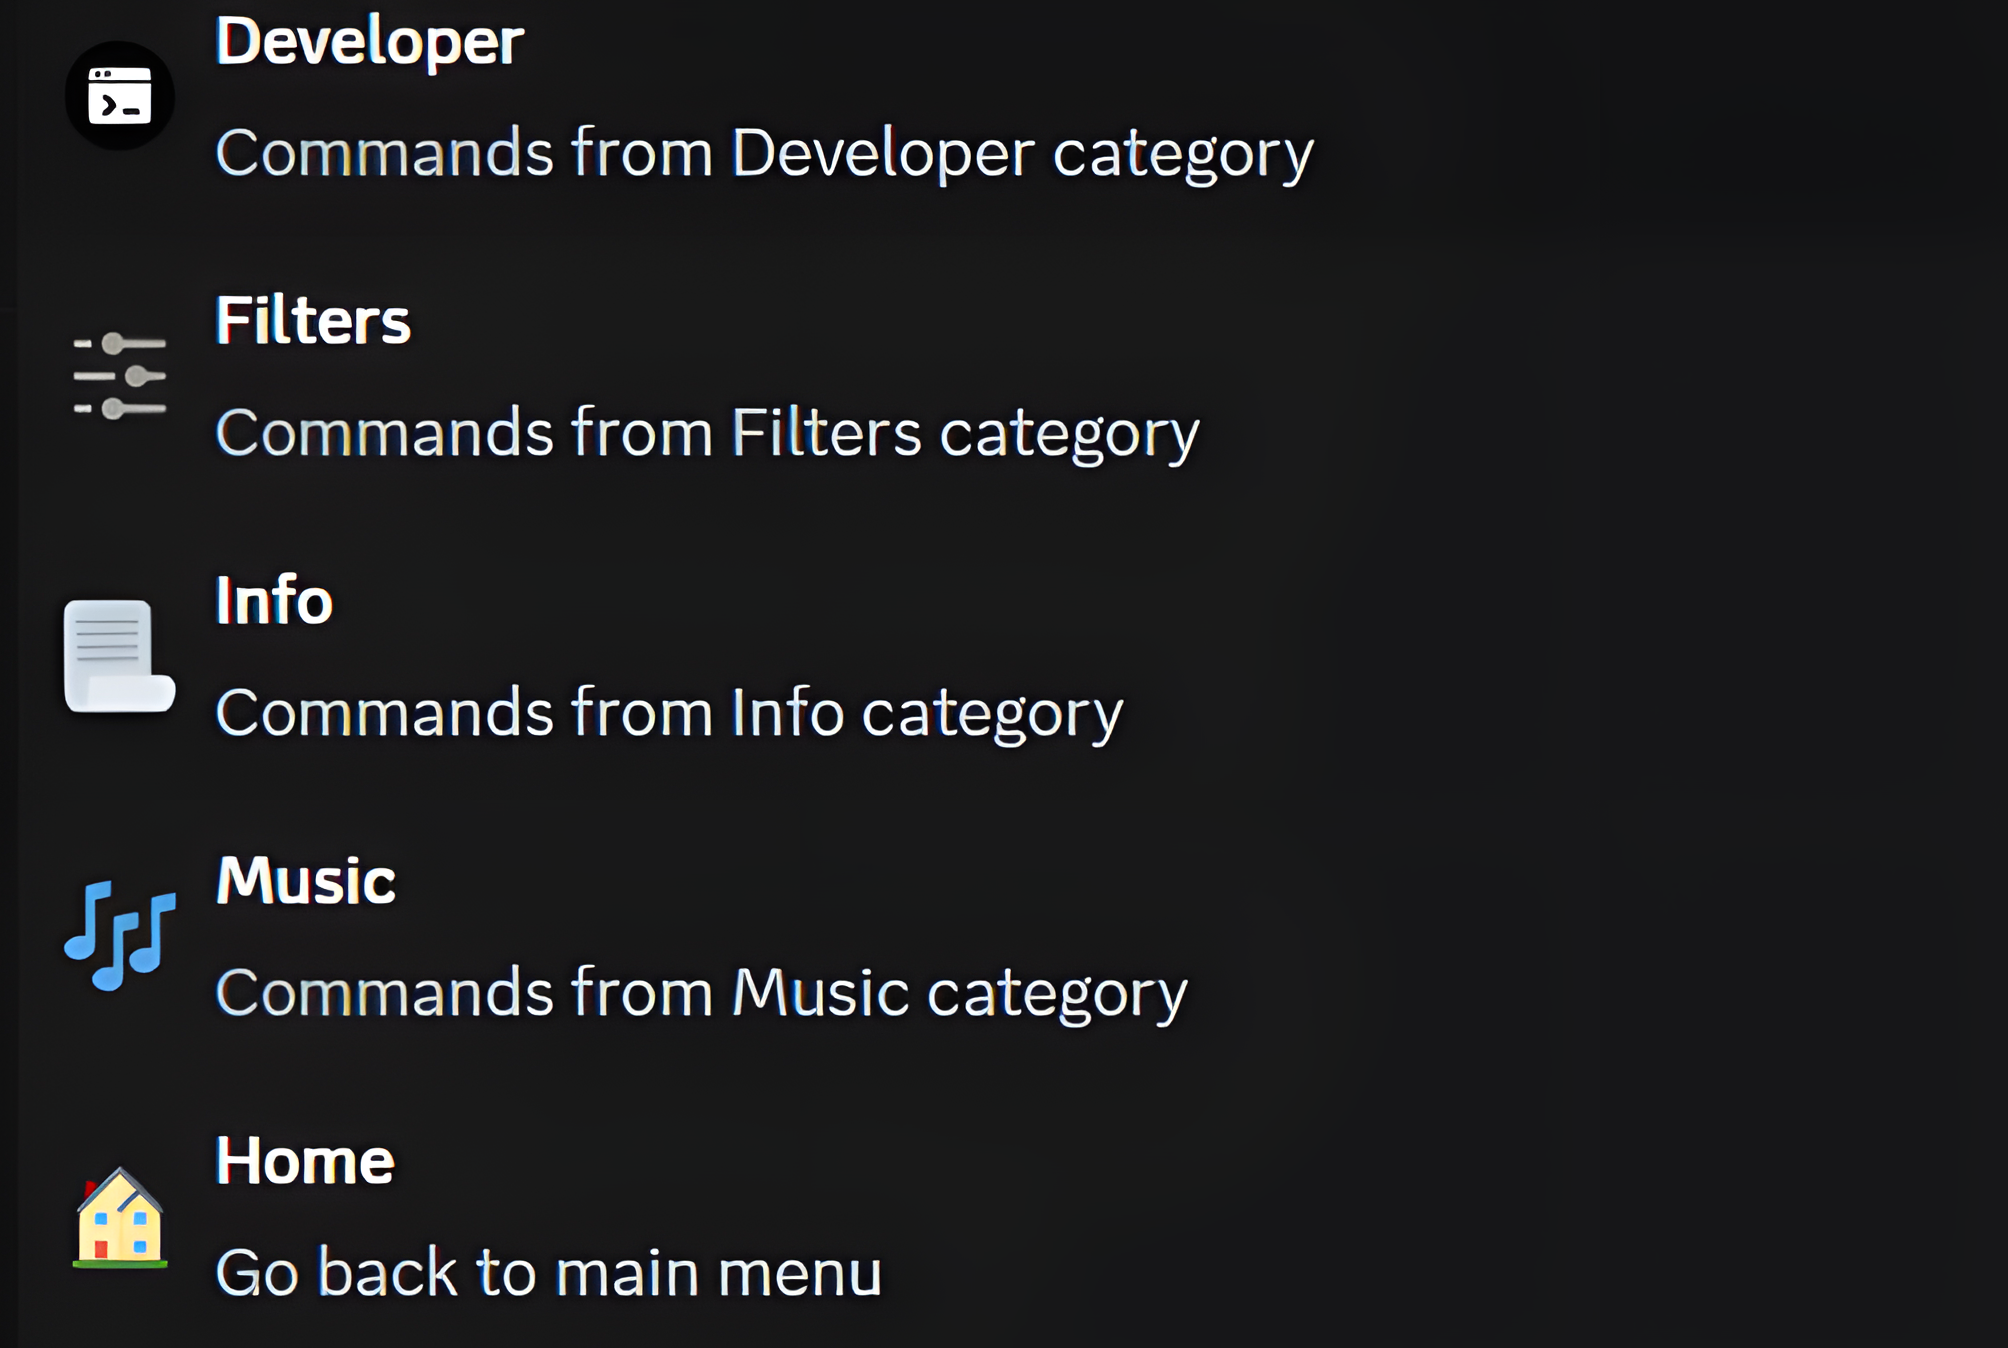 Developer
Commands from Developer category
Filters
Commands from Filters category
Info
Commands from Info category
Music
Commands from Music category
Home
Go back to main menu